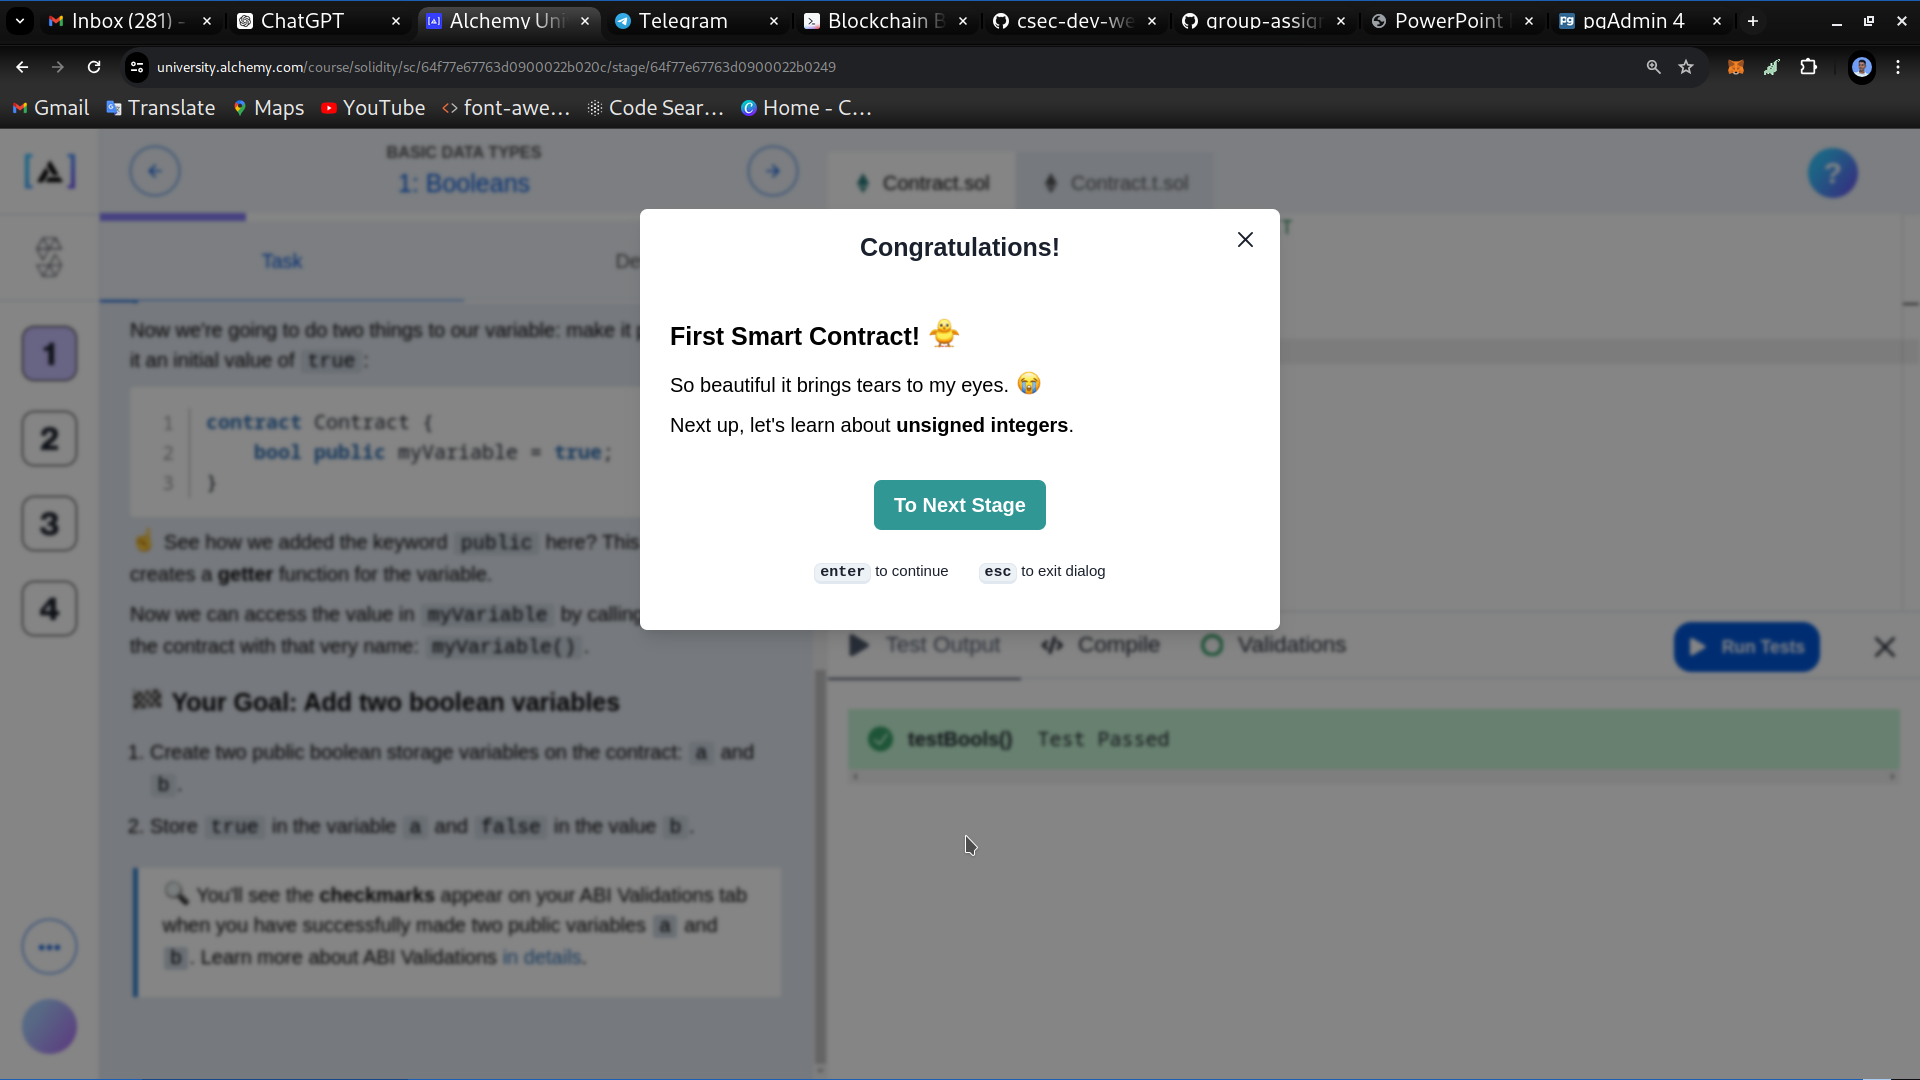 Inbox (281) -
ChatGPT
Alchemy Uni
Telegram
Blockchain B
csec-dev-we
group-assig
PowerPoint
pgAdmin 4
university.alchemy.com/course/solidity/sc/64f77e67763d0900022b020c/stage/64f77e67763d0900022b0249
Gmail
Translate
Maps
YouTube
font-awe...
Code Sear...
Home - C...
BASIC DATA TYPES
1: Booleans
Contract.sol
Contract.t.sol
?
Task
De
1
2
3
4
Now we're going to do two things to our variable: make it p
it an initial value of true:
1 contract Contract {
2 bool public myVariable = true;
3 }
☝️ See how we added the keyword public here? This
creates a getter function for the variable.
Now we can access the value in myVariable by calling
the contract with that very name: myVariable().
🏁 Your Goal: Add two boolean variables
1. Create two public boolean storage variables on the contract: a and
b.
2. Store true in the variable a and false in the value b.
🔍 You'll see the checkmarks appear on your ABI Validations tab
when you have successfully made two public variables a and
b. Learn more about ABI Validations in details.
Congratulations!
First Smart Contract! 🐥
So beautiful it brings tears to my eyes. 😭
Next up, let's learn about unsigned integers.
To Next Stage
enter to continue
esc to exit dialog
T
Test Output
Compile
Validations
Run Tests
testBools() Test Passed